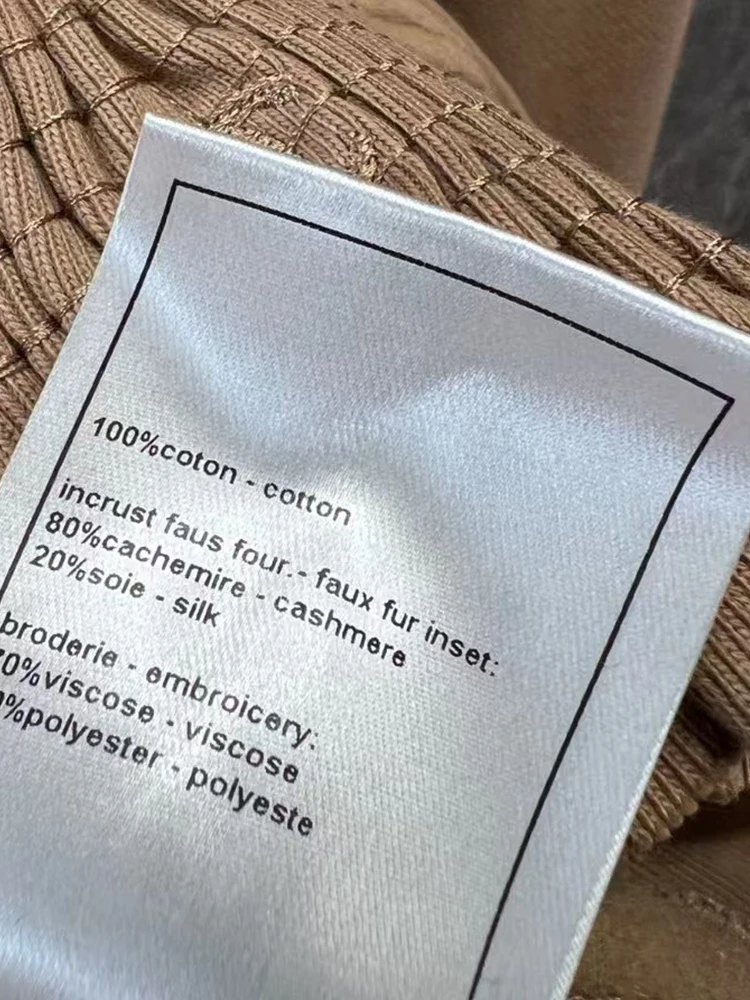 100%coton - cotton
incrust faus four.- faux fur inset:
80%cachemire - cashmere
20%soie - silk
broderie - embroicery:
0%viscose - viscose
%polyester - polyeste